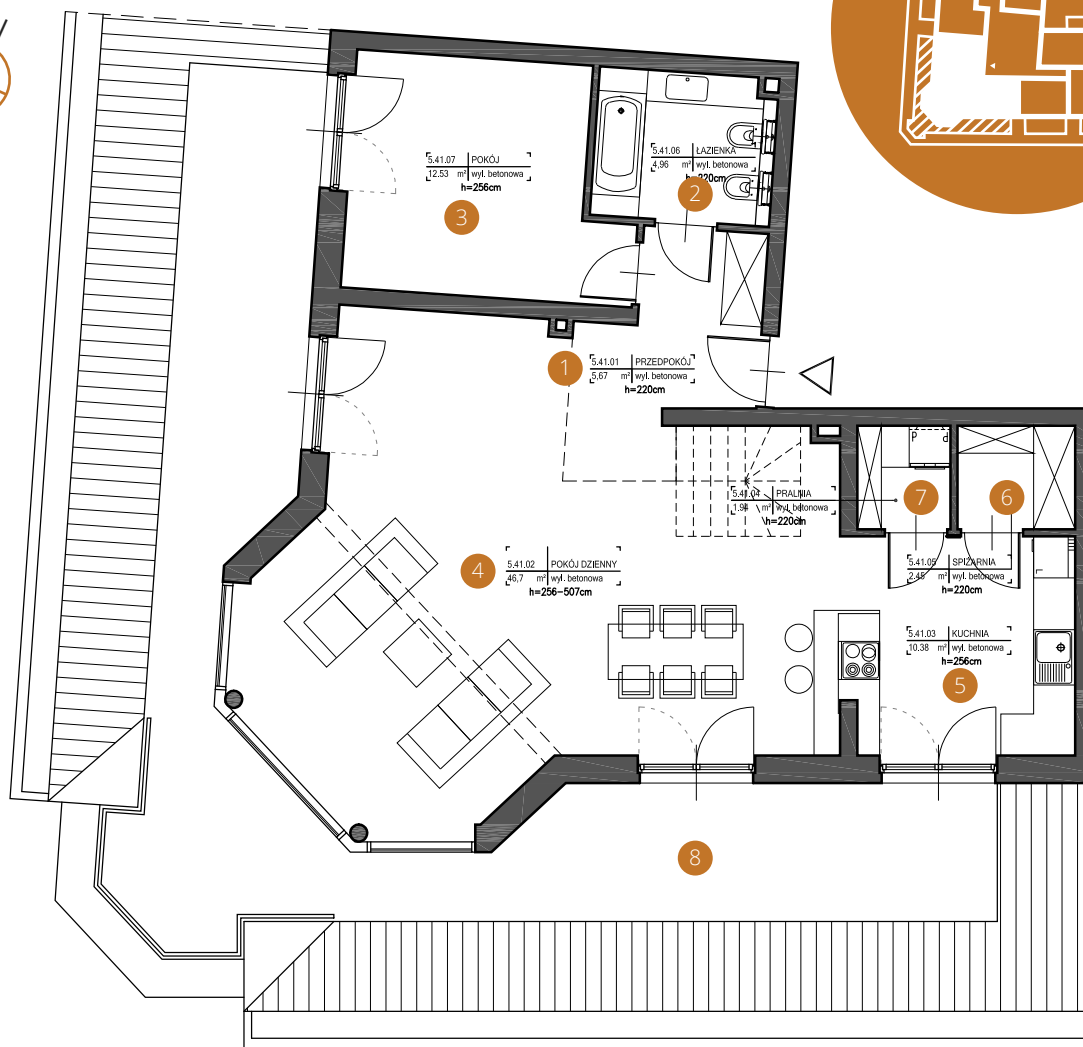 5.41.07 POKÓJ
12.53 m² wyl. betonowa
h=256cm
3
5.41.06 ŁAZIENKA
4,96 m² wyl. betonowa
h=220cm
2
1
5.41.01 PRZEDPOKÓJ
5,67 m² wyl. betonowa
h=220cm
p d
5.41.04 PRALNIA
1.94 m² wyl. betonowa
h=220cm
7
6
4
5.41.02 POKÓJ DZIENNY
46,7 m² wyl. betonowa
h=256-507cm
5.41.05 SPIŻARNIA
2.45 m² wyl. betonowa
h=220cm
5.41.03 KUCHNIA
10.38 m² wyl. betonowa
h=256cm
5
8